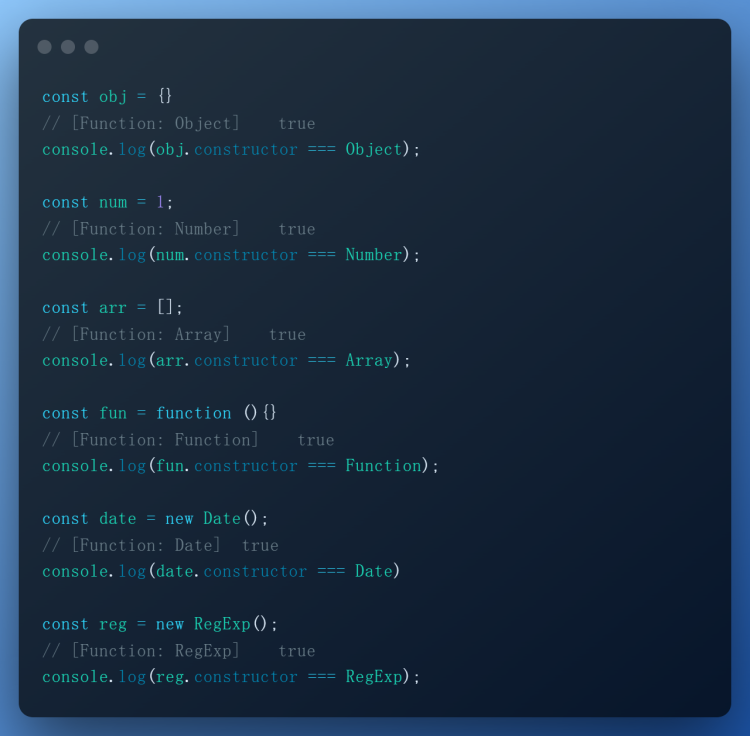 const obj = {}
// [Function: Object]    true
console.log(obj.constructor === Object);
const num = 1;
// [Function: Number]    true
console.log(num.constructor === Number);
const arr = [];
// [Function: Array]    true
console.log(arr.constructor === Array);
const fun = function (){}
// [Function: Function]    true
console.log(fun.constructor === Function);
const date = new Date();
// [Function: Date]  true
console.log(date.constructor === Date)
const reg = new RegExp();
// [Function: RegExp]    true
console.log(reg.constructor === RegExp);